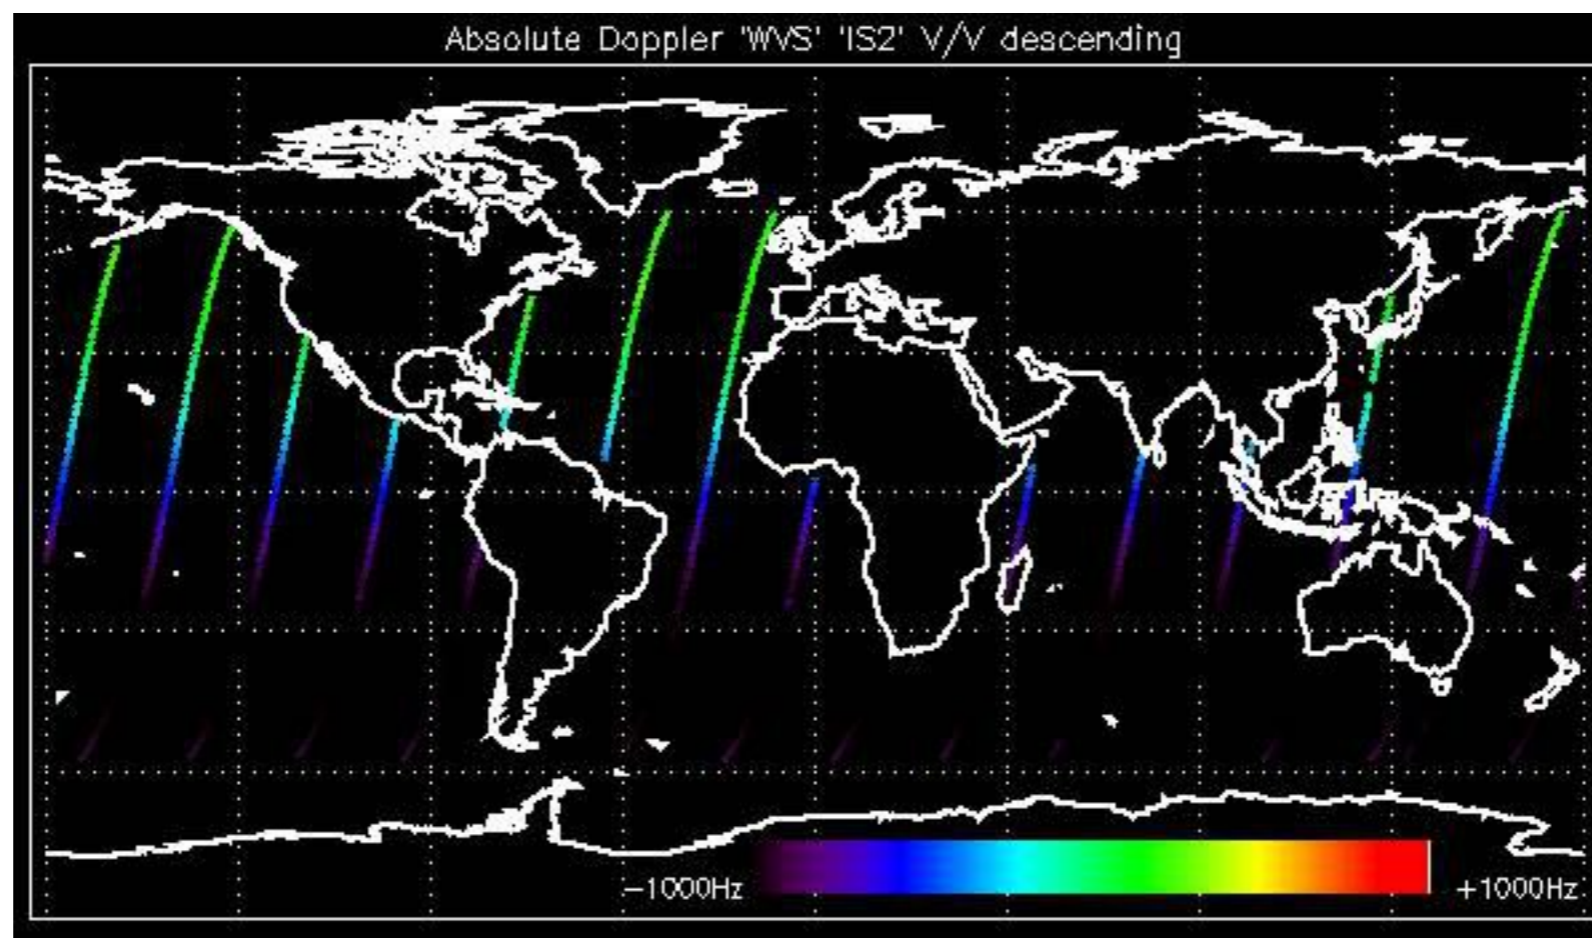 Absolute Doppler 'WVS' 'IS2' V/V descending
-1000Hz +1000Hz